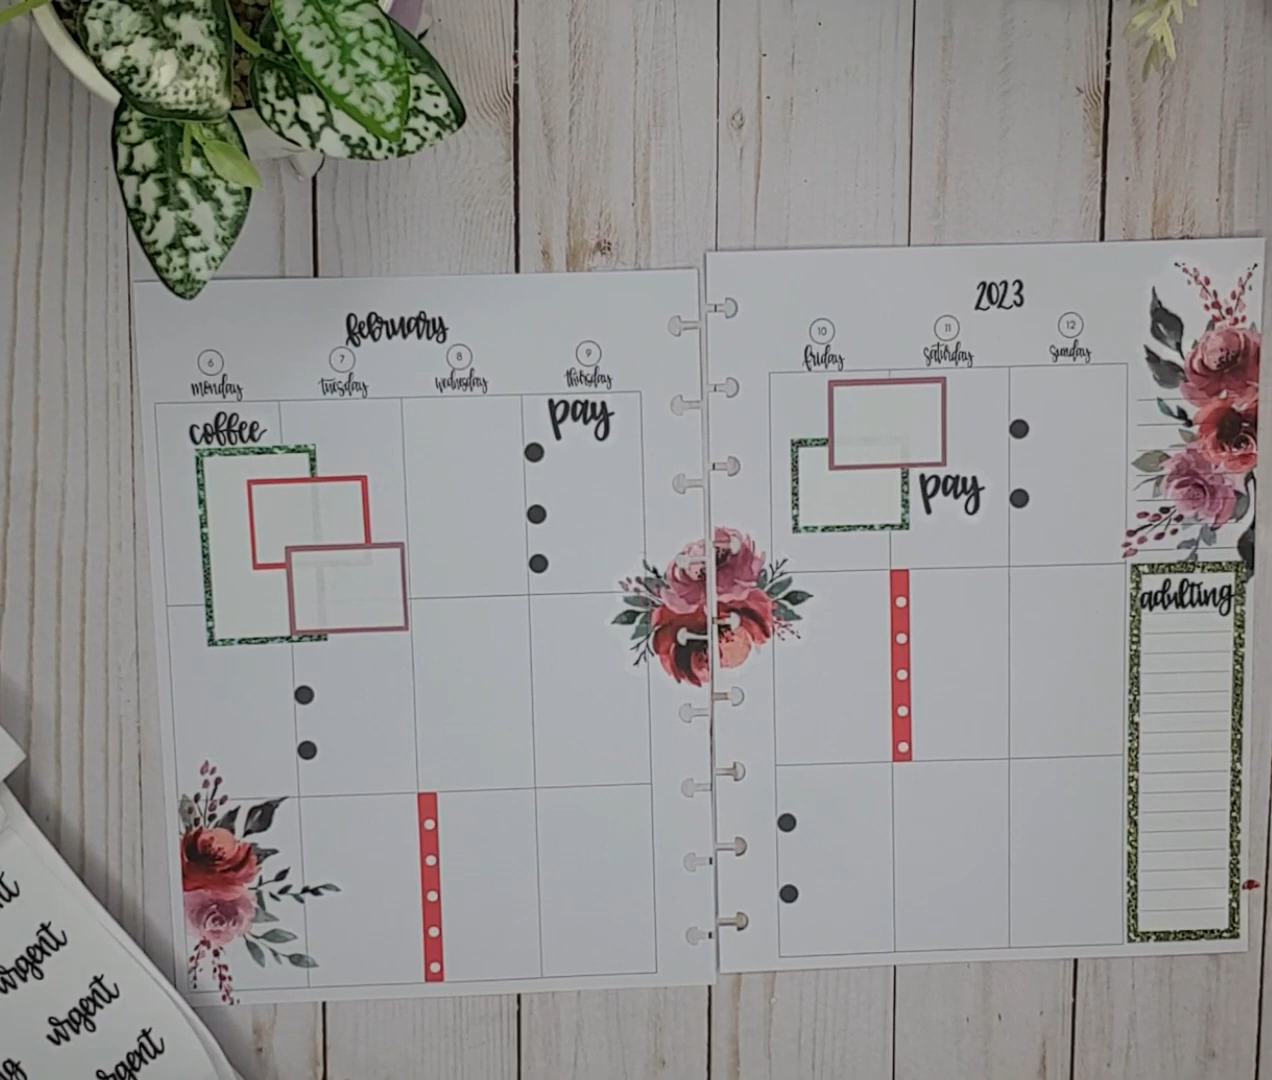 february
2023
6
7
8
9
10
11
12
monday
tuesday
wednesday
thursday
friday
saturday
sunday
coffee
pay
pay
adulting
urgent
urgent